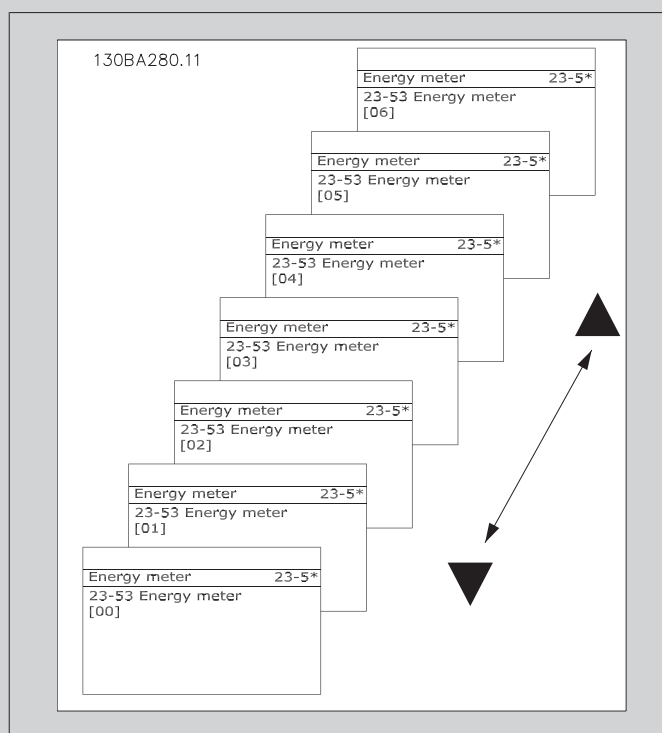 130BA280.11
Energy meter 23-5*
23-53 Energy meter
[06]
Energy meter 23-5*
23-53 Energy meter
[05]
Energy meter 23-5*
23-53 Energy meter
[04]
Energy meter 23-5*
23-53 Energy meter
[03]
Energy meter 23-5*
23-53 Energy meter
[02]
Energy meter 23-5*
23-53 Energy meter
[01]
Energy meter 23-5*
23-53 Energy meter
[00]